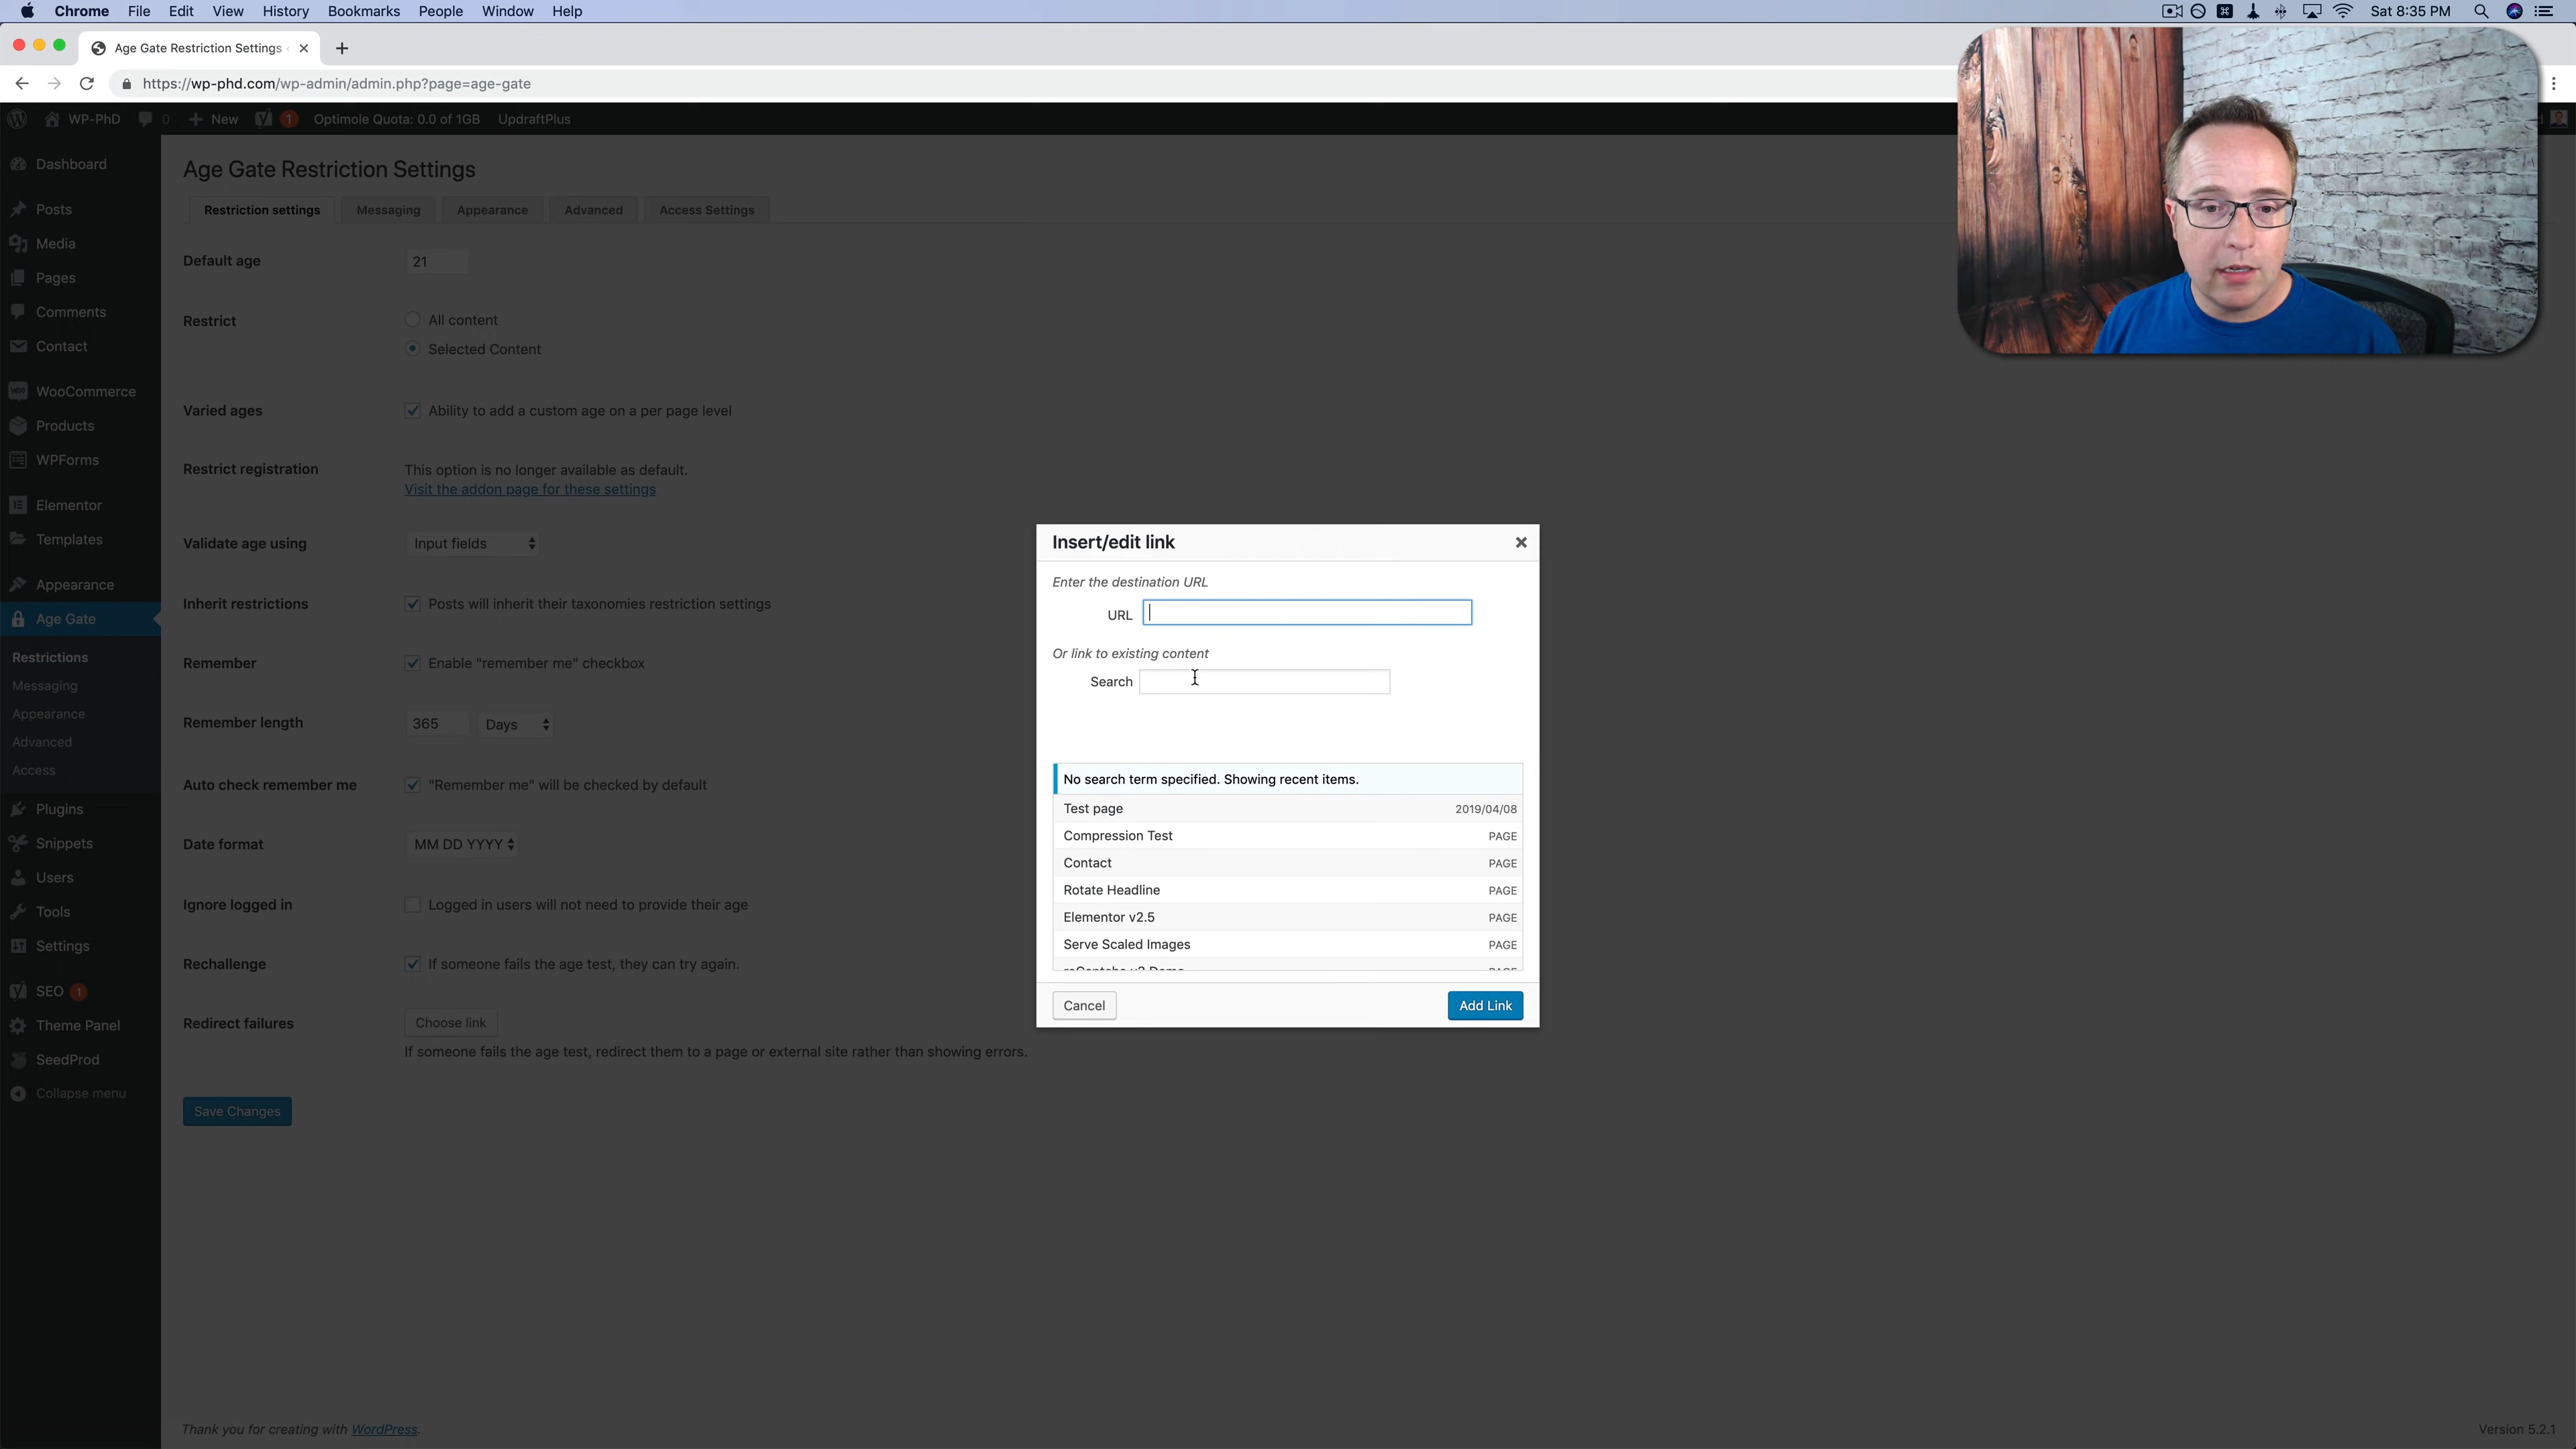 Chrome File Edit View History Bookmarks People Window Help Sat 8:35 PM
Age Gate Restriction Settings
https://wp-phd.com/wp-admin/admin.php?page=age-gate
WP-PhD 0 New 1 Optimole Quota: 0.0 of 1GB UpdraftPlus
Dashboard
Posts
Media
Pages
Comments
Contact
WooCommerce
Products
WPForms
Elementor
Templates
Appearance
Age Gate
Restrictions
Messaging
Appearance
Advanced
Access
Plugins
Snippets
Users
Tools
Settings
SEO 1
Theme Panel
SeedProd
Collapse menu
Age Gate Restriction Settings
Restriction settings Messaging Appearance Advanced Access Settings
Default age 21
Restrict All content
Selected Content
Varied ages Ability to add a custom age on a per page level
Restrict registration This option is no longer available as default.
Visit the addon page for these settings
Validate age using Input fields
Inherit restrictions Posts will inherit their taxonomies restriction settings
Remember Enable "remember me" checkbox
Remember length 365 Days
Auto check remember me "Remember me" will be checked by default
Date format MM DD YYYY
Ignore logged in Logged in users will not need to provide their age
Rechallenge If someone fails the age test, they can try again.
Redirect failures Choose link
If someone fails the age test, redirect them to a page or external site rather than showing errors.
Save Changes
Insert/edit link
Enter the destination URL
URL
Or link to existing content
Search
No search term specified. Showing recent items.
Test page 2019/04/08
Compression Test PAGE
Contact PAGE
Rotate Headline PAGE
Elementor v2.5 PAGE
Serve Scaled Images PAGE
Cancel Add Link
Thank you for creating with WordPress. Version 5.2.1